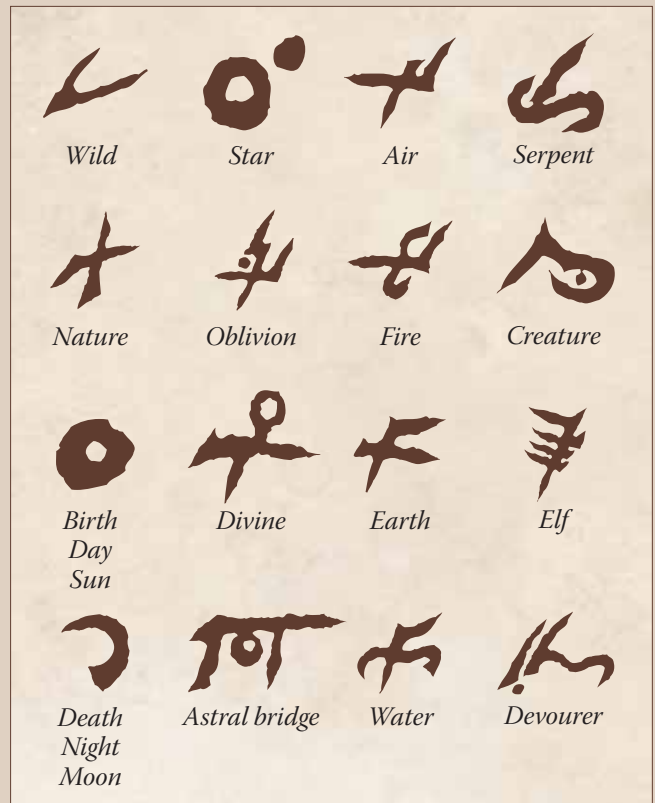 Wild
Star
Air
Serpent
Nature
Oblivion
Fire
Creature
Birth
Day
Sun
Divine
Earth
Elf
Death
Night
Moon
Astral bridge
Water
Devourer